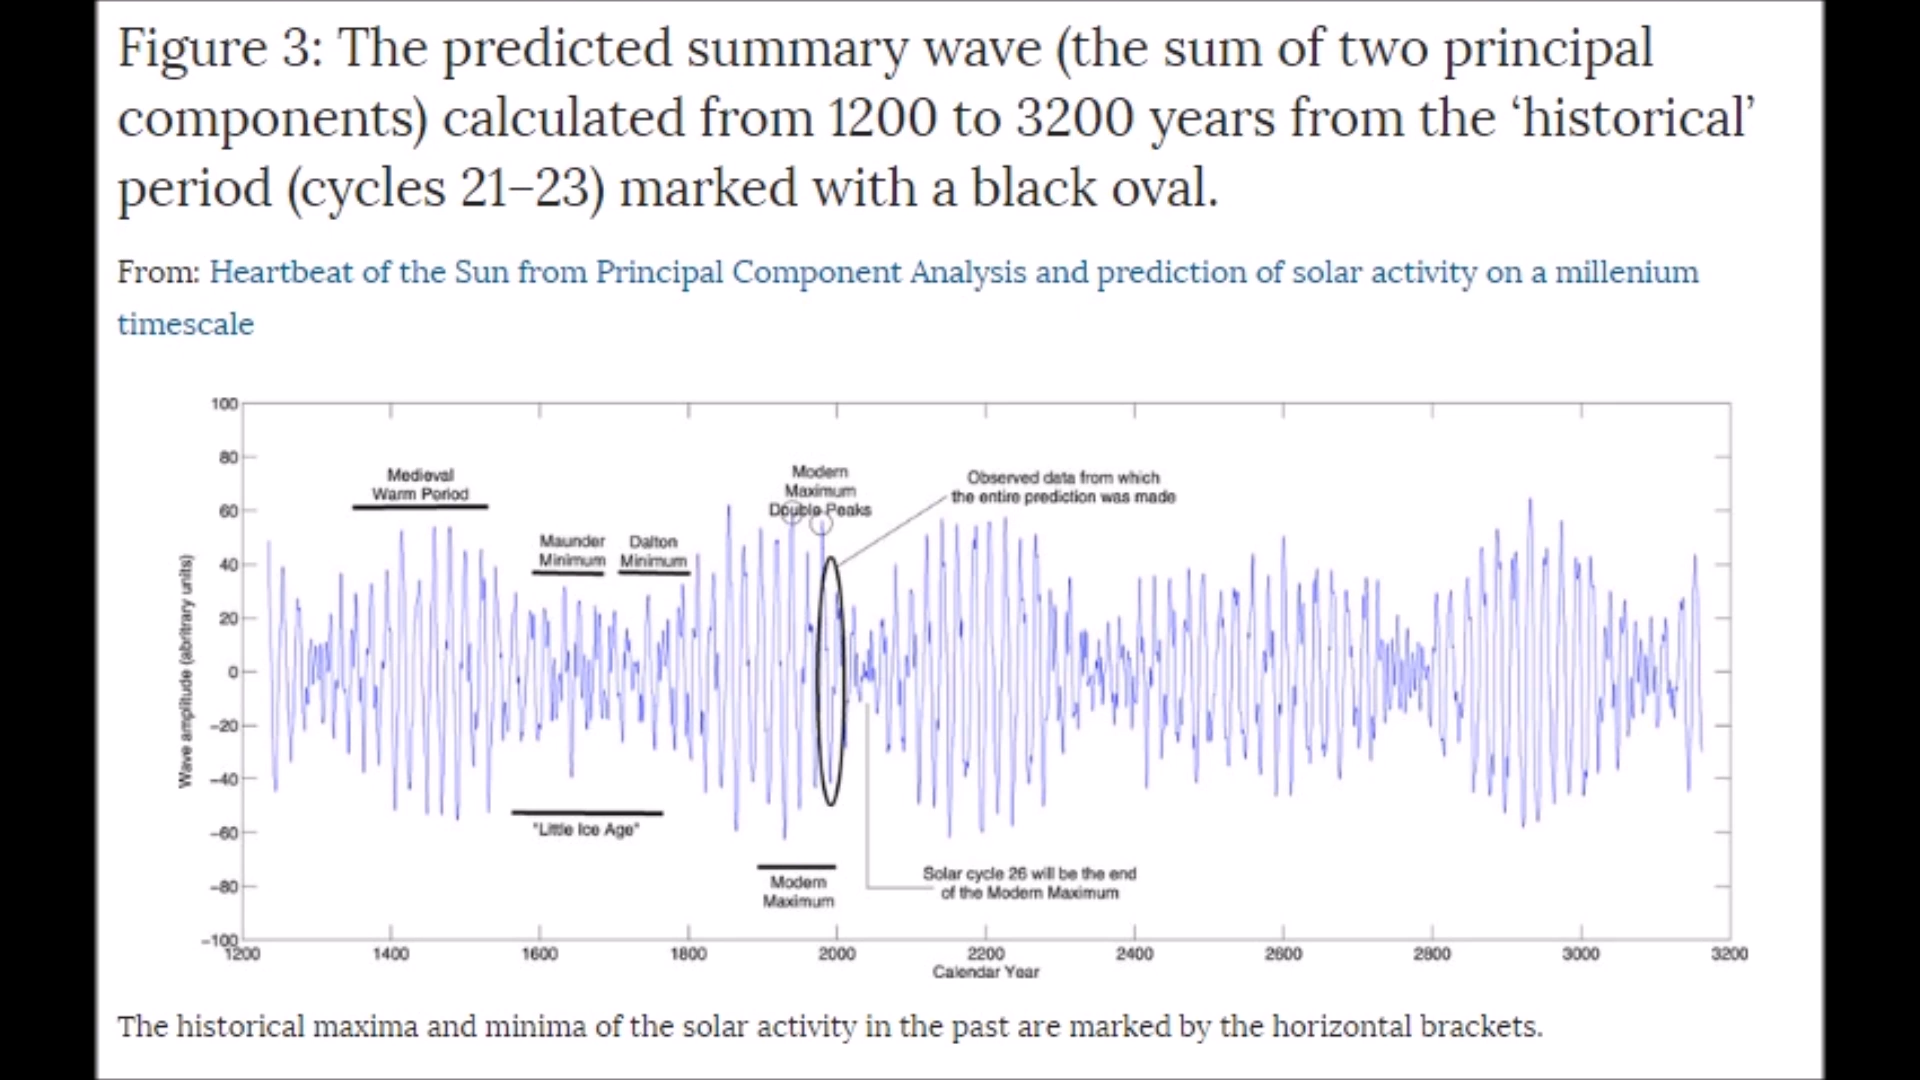 Figure 3: The predicted summary wave (the sum of two principal
components) calculated from 1200 to 3200 years from the ‘historical’
period (cycles 21–23) marked with a black oval.
From: Heartbeat of the Sun from Principal Component Analysis and prediction of solar activity on a millenium
timescale
100
80
60
40
20
0
−20
−40
−60
−80
−100
Wave amplitude (abritrary units)
Medieval
Warm Period
Maunder
Minimum
Dalton
Minimum
Modern
Maximum
Double Peaks
Observed data from which
the entire prediction was made
"Little Ice Age"
Modern
Maximum
Solar cycle 26 will be the end
of the Modern Maximum
1200 1400 1600 1800 2000 2200 2400 2600 2800 3000 3200
Calendar Year
The historical maxima and minima of the solar activity in the past are marked by the horizontal brackets.